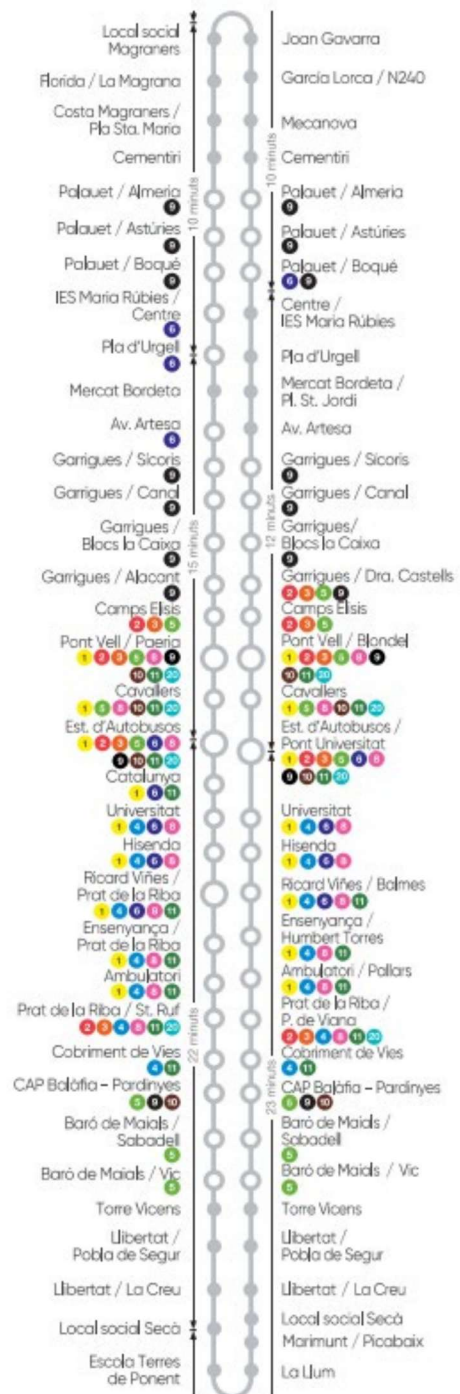 Local social
Magraners
Florida / La Magrana
Costa Magraners /
Pla Sta. Maria
Cementiri
Palauet / Almeria
9
Palauet / Astúries
9
Palauet / Boqué
9
IES Maria Rúbies /
Centre
6
Pla d'Urgell
6
Mercat Bordeta
Av. Artesa
6
Garrigues / Sícoris
9
Garrigues / Canal
9
Garrigues /
Blocs la Caixa
9
Garrigues / Alacant
9
Camps Elisis
2 3 5
Pont Vell / Paeria
1 2 3 5 8 9
10 11 20
Cavallers
1 5 8 10 11 20
Est. d'Autobusos
1 2 3 5 6 8
9 10 11 20
Catalunya
1 6 11
Universitat
1 4 6 8
Hisenda
1 4 6 8
Ricard Viñes /
Prat de la Riba
1 4 6 8 11
Ensenyança /
Prat de la Riba
1 4 8 11
Ambulatori
1 4 8 11
Prat de la Riba / St. Ruf
2 3 4 8 11 20
Cobriment de Vies
4 11
CAP Balàfia – Pardinyes
5 9 10
Baró de Maials /
Sabadell
5
Baró de Maials / Vic
5
Torre Vicens
Llibertat /
Pobla de Segur
Llibertat / La Creu
Local social Secà
Escola Terres
de Ponent
10 minuts
15 minuts
22 minuts
10 minuts
12 minuts
23 minuts
Joan Gavarra
García Lorca / N240
Mecanova
Cementiri
Palauet / Almeria
9
Palauet / Astúries
9
Palauet / Boqué
6 9
Centre /
IES Maria Rúbies
Pla d'Urgell
Mercat Bordeta /
Pl. St. Jordi
Av. Artesa
Garrigues / Sícoris
9
Garrigues / Canal
9
Garrigues/
Blocs la Caixa
9
Garrigues / Dra. Castells
2 3 5 9
Camps Elisis
2 3 5
Pont Vell / Blondel
1 2 3 5 8 9
10 11 20
Cavallers
1 5 8 10 11 20
Est. d'Autobusos /
Pont Universitat
1 2 3 5 6 8
9 10 11 20
Universitat
1 4 6 8
Hisenda
1 4 6 8
Ricard Viñes / Balmes
1 4 6 8 11
Ensenyança /
Humbert Torres
1 4 8 11
Ambulatori / Pallars
1 4 8 11
Prat de la Riba /
P. de Viana
2 3 4 8 11 20
Cobriment de Vies
4 11
CAP Balàfia – Pardinyes
5 9 10
Baró de Maials /
Sabadell
5
Baró de Maials / Vic
5
Torre Vicens
Llibertat /
Pobla de Segur
Llibertat / La Creu
Local social Secà
Marimunt / Picabaix
La Llum